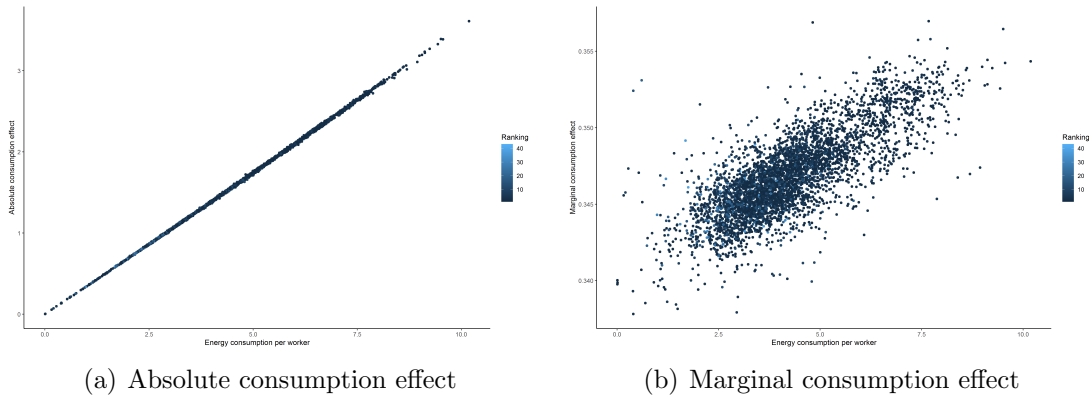 Absolute consumption effect
3
2
1
0
0.0 2.5 5.0 7.5 10.0
Energy consumption per worker
Ranking
40
30
20
10
Marginal consumption effect
0.355
0.350
0.345
0.340
0.0 2.5 5.0 7.5 10.0
Energy consumption per worker
Ranking
40
30
20
10
(a) Absolute consumption effect
(b) Marginal consumption effect